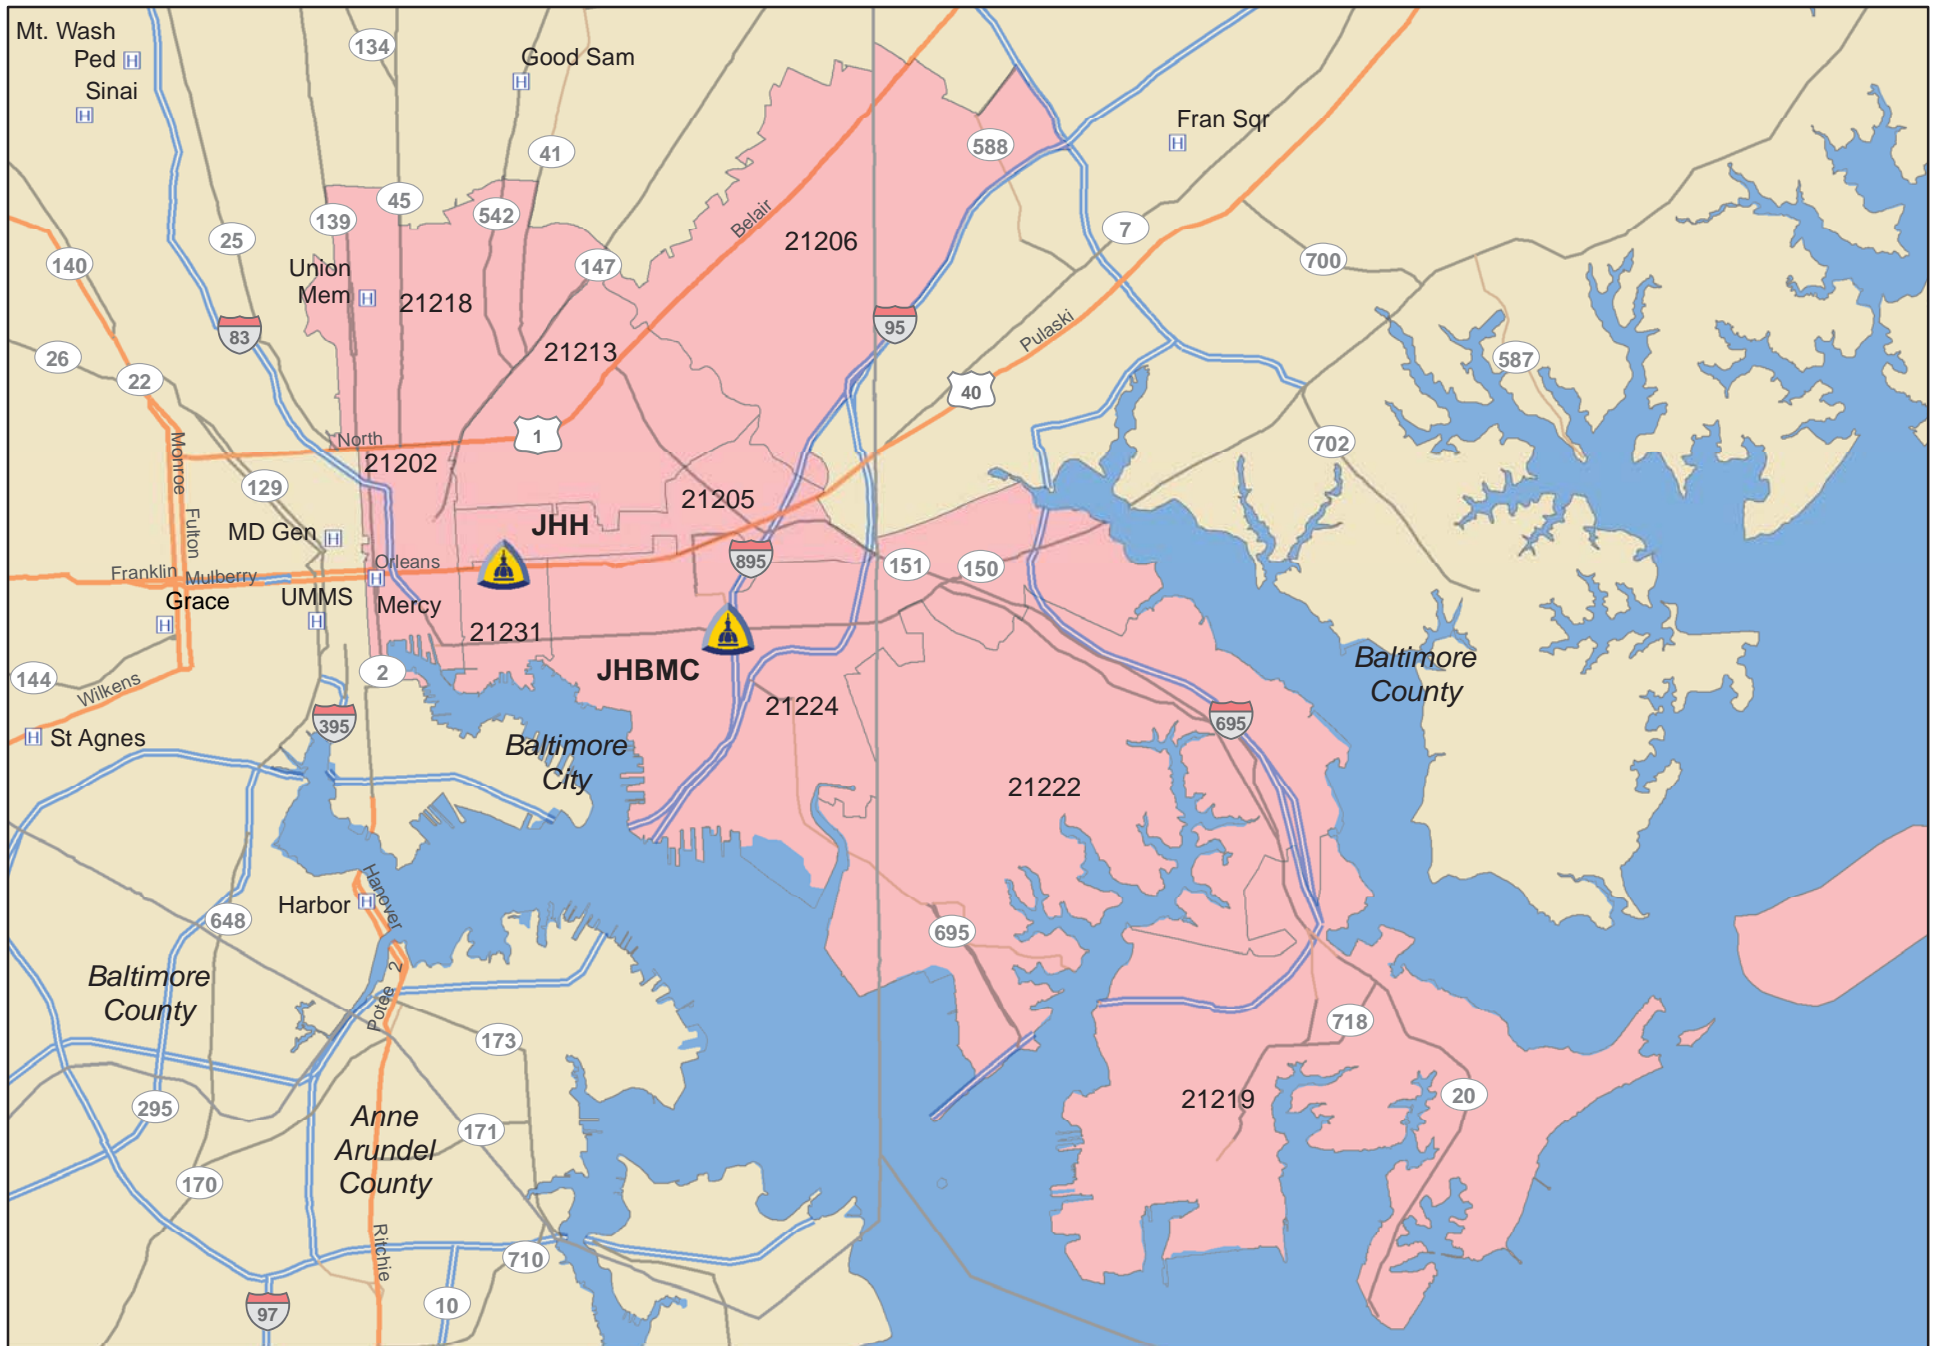 Mt. Wash
Ped
H
Sinai
H
134
Good Sam
H
41
588
Fran Sqr
H
139
45
542
25
140
147
Belair
21206
7
700
Union
Mem
H
21218
83
95
Pulaski
26
22
21213
40
587
1
North
21202
702
Monroe
129
21205
Fulton
MD Gen
H
JHH
Orleans
895
151
150
Franklin
Mulberry
H
Grace
H
UMMS
H
Mercy
21231
144
Wilkens
2
JHBMC
21224
Baltimore
County
395
695
H
St Agnes
Baltimore
City
21222
Hanover
Harbor
H
648
695
Baltimore
County
Potee
2
173
718
295
Anne
Arundel
County
171
21219
20
170
Ritchie
710
97
10